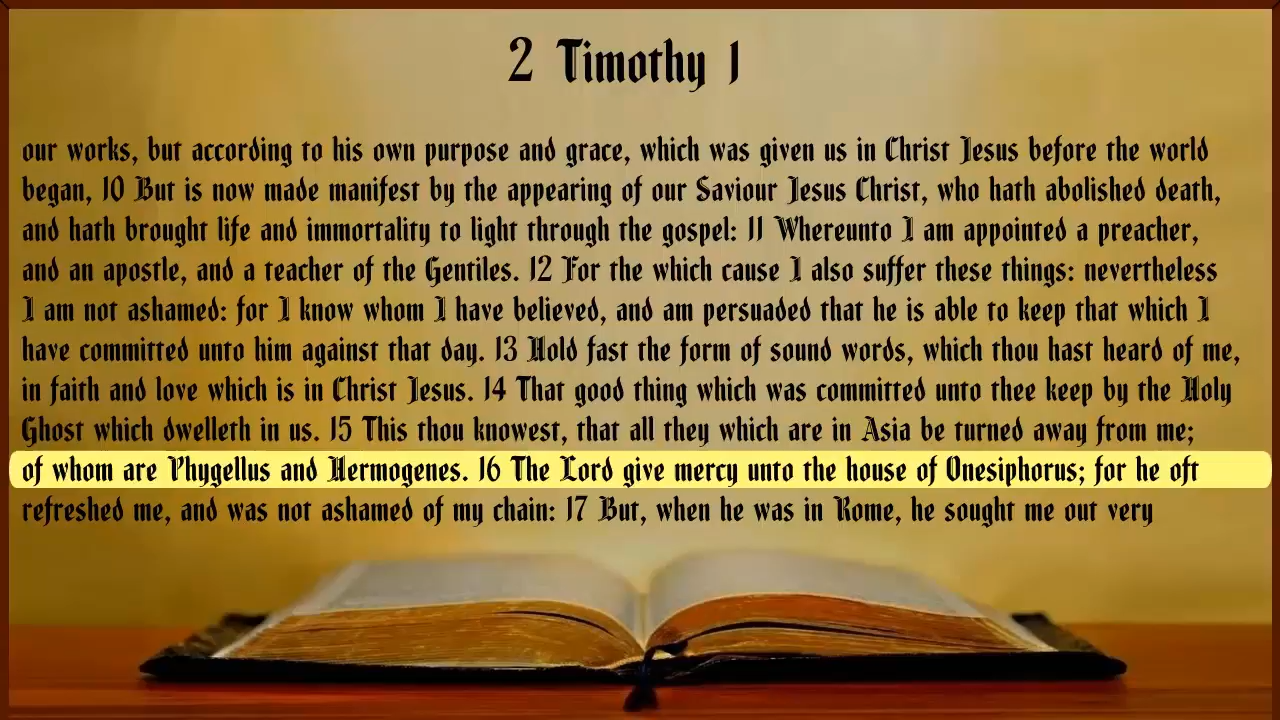 2 Timothy 1
our works, but according to his own purpose and grace, which was given us in Christ Jesus before the world
began, 10 But is now made manifest by the appearing of our Saviour Jesus Christ, who hath abolished death,
and hath brought life and immortality to light through the gospel: 11 Whereunto I am appointed a preacher,
and an apostle, and a teacher of the Gentiles. 12 For the which cause I also suffer these things: nevertheless
I am not ashamed: for I know whom I have believed, and am persuaded that he is able to keep that which I
have committed unto him against that day. 13 Hold fast the form of sound words, which thou hast heard of me,
in faith and love which is in Christ Jesus. 14 That good thing which was committed unto thee keep by the Holy
Ghost which dwelleth in us. 15 This thou knowest, that all they which are in Asia be turned away from me;
of whom are Phygellus and Hermogenes. 16 The Lord give mercy unto the house of Onesiphorus; for he oft
refreshed me, and was not ashamed of my chain: 17 But, when he was in Rome, he sought me out very